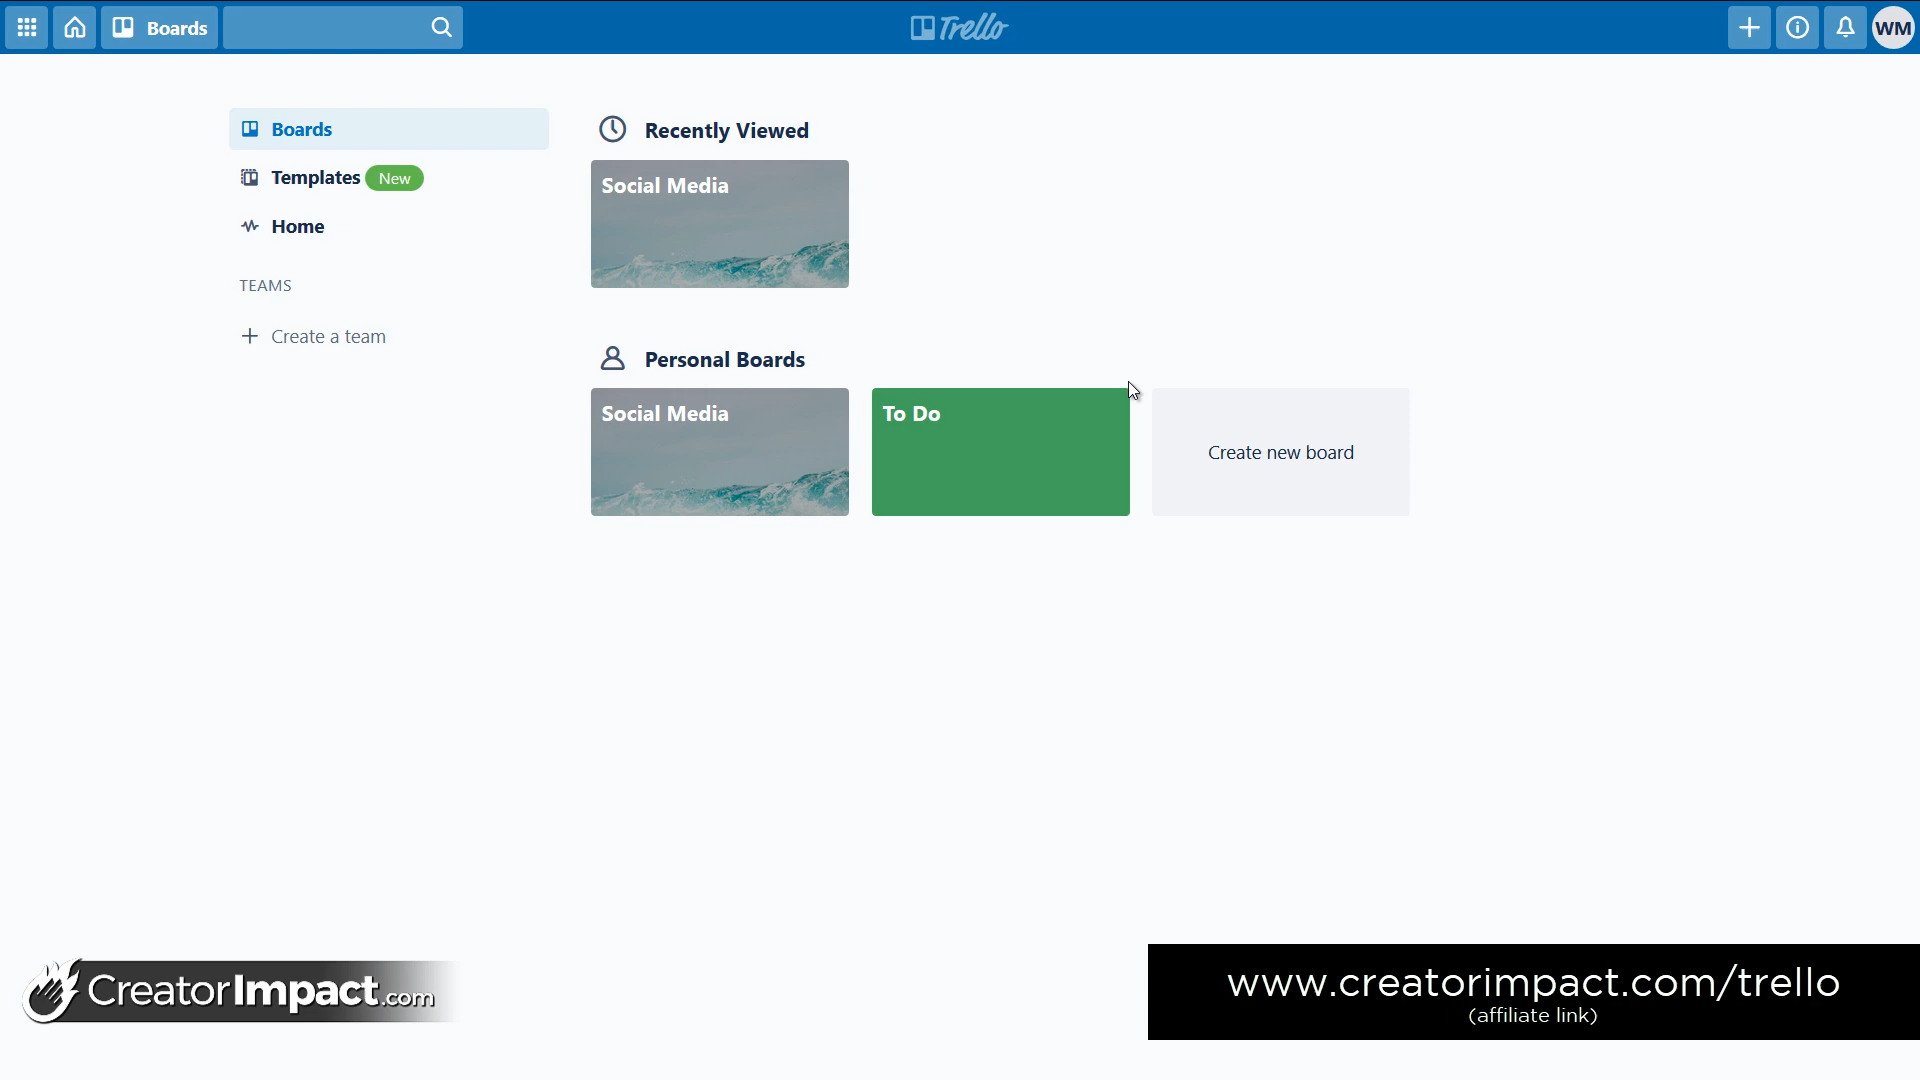 Boards
Trello
WM
Boards
Templates New
Home
TEAMS
Create a team
Recently Viewed
Social Media
Personal Boards
Social Media
To Do
Create new board
CreatorImpact.com
www.creatorimpact.com/trello
(affiliate link)